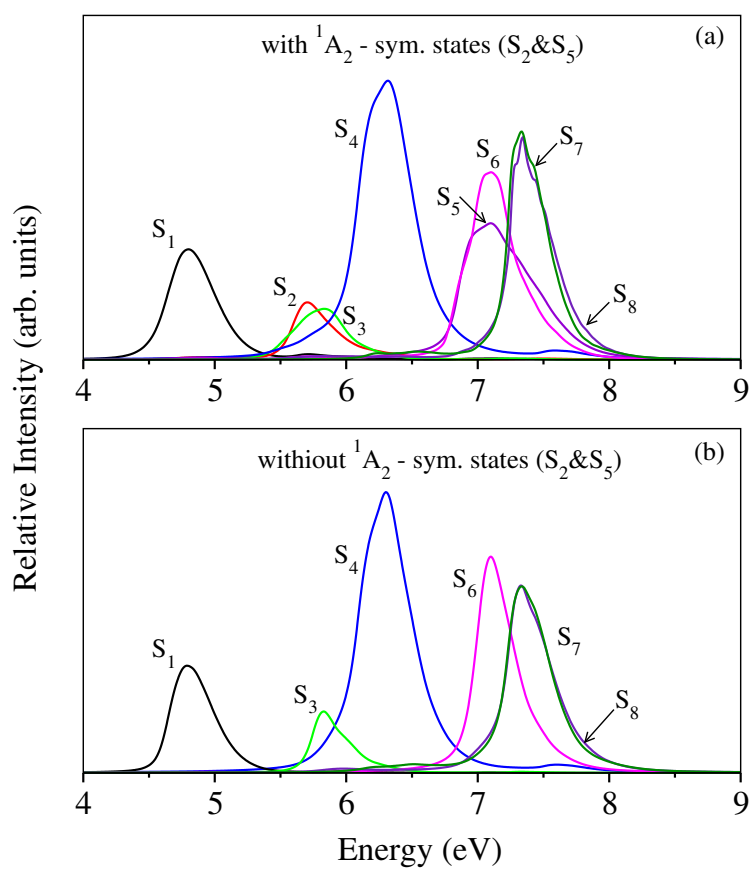 Relative Intensity (arb. units)
with ¹A₂ - sym. states (S₂&S₅)
(a)
S₁
S₂
S₃
S₄
S₅
S₆
S₇
S₈
4 5 6 7 8 9
withiout ¹A₂ - sym. states (S₂&S₅)
(b)
S₁
S₃
S₄
S₆
S₇
S₈
4 5 6 7 8 9
Energy (eV)